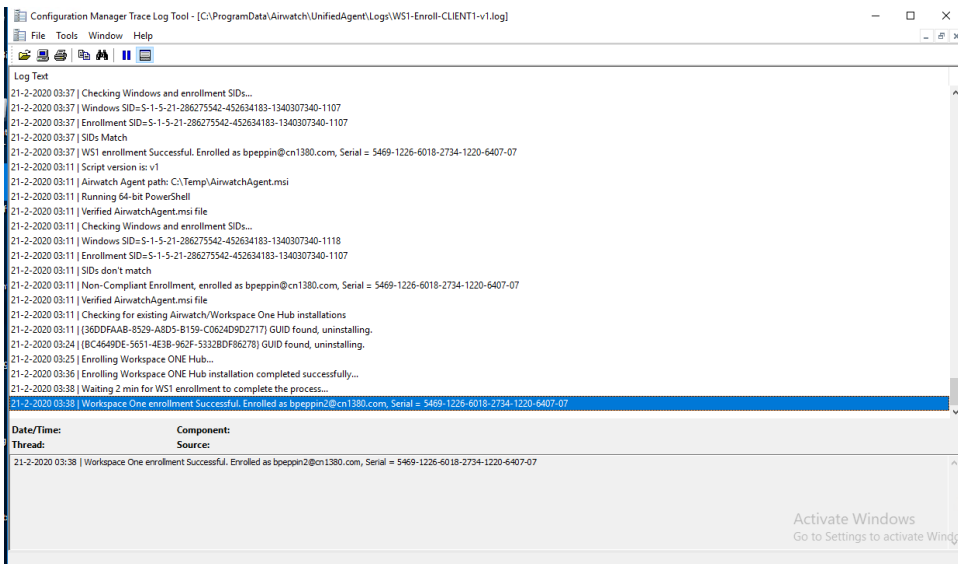 Configuration Manager Trace Log Tool - [C:\ProgramData\Airwatch\UnifiedAgent\Logs\WS1-Enroll-CLIENT1-v1.log]
File Tools Window Help
Log Text
21-2-2020 03:37 | Checking Windows and enrollment SIDs...
21-2-2020 03:37 | Windows SID=S-1-5-21-286275542-452634183-1340307340-1107
21-2-2020 03:37 | Enrollment SID=S-1-5-21-286275542-452634183-1340307340-1107
21-2-2020 03:37 | SIDs Match
21-2-2020 03:37 | WS1 enrollment Successful. Enrolled as bpeppin@cn1380.com, Serial = 5469-1226-6018-2734-1220-6407-07
21-2-2020 03:11 | Script version is: v1
21-2-2020 03:11 | Airwatch Agent path: C:\Temp\AirwatchAgent.msi
21-2-2020 03:11 | Running 64-bit PowerShell
21-2-2020 03:11 | Verified AirwatchAgent.msi file
21-2-2020 03:11 | Checking Windows and enrollment SIDs...
21-2-2020 03:11 | Windows SID=S-1-5-21-286275542-452634183-1340307340-1118
21-2-2020 03:11 | Enrollment SID=S-1-5-21-286275542-452634183-1340307340-1107
21-2-2020 03:11 | SIDs don't match
21-2-2020 03:11 | Non-Compliant Enrollment, enrolled as bpeppin@cn1380.com, Serial = 5469-1226-6018-2734-1220-6407-07
21-2-2020 03:11 | Verified AirwatchAgent.msi file
21-2-2020 03:11 | Checking for existing Airwatch/Workspace One Hub installations
21-2-2020 03:11 | {36DDFAAB-8529-A8D5-B159-C0624D9D2717} GUID found, uninstalling.
21-2-2020 03:24 | {BC4649DE-5651-4E3B-962F-5332BDF86278} GUID found, uninstalling.
21-2-2020 03:25 | Enrolling Workspace ONE Hub...
21-2-2020 03:36 | Enrolling Workspace ONE Hub installation completed successfully...
21-2-2020 03:38 | Waiting 2 min for WS1 enrollment to complete the process...
21-2-2020 03:38 | Workspace One enrollment Successful. Enrolled as bpeppin2@cn1380.com, Serial = 5469-1226-6018-2734-1220-6407-07
Date/Time: Component:
Thread: Source:
21-2-2020 03:38 | Workspace One enrollment Successful. Enrolled as bpeppin2@cn1380.com, Serial = 5469-1226-6018-2734-1220-6407-07
Activate Windows
Go to Settings to activate Windo